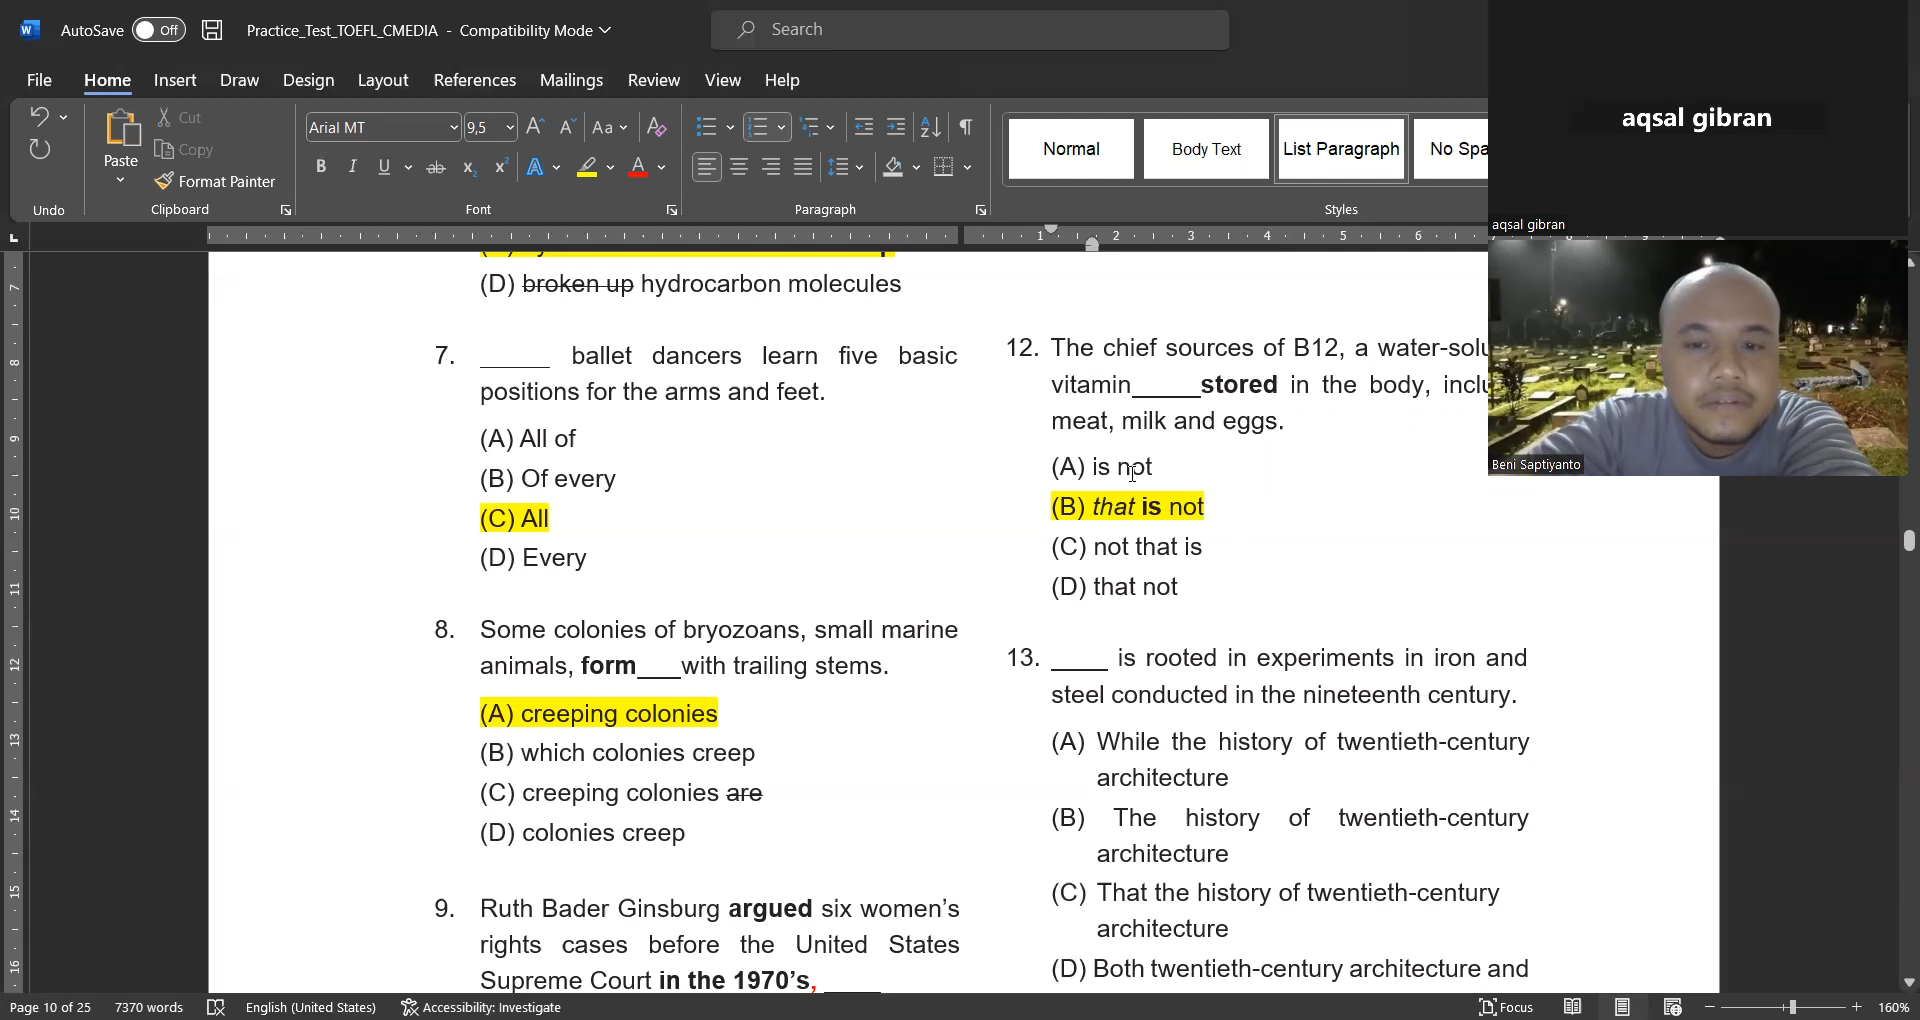 AutoSave Off Practice_Test_TOEFL_CMEDIA - Compatibility Mode
Search
File Home Insert Draw Design Layout References Mailings Review View Help
Paste
Cut
Copy
Format Painter
Arial MT 9,5
Normal
Body Text
List Paragraph
No Spa
Undo Clipboard Font Paragraph Styles
aqsal gibran
aqsal gibran
Beni Saptiyanto
(D) broken up hydrocarbon molecules
7. _____ ballet dancers learn five basic
positions for the arms and feet.
(A) All of
(B) Of every
(C) All
(D) Every
8. Some colonies of bryozoans, small marine
animals, form___with trailing stems.
(A) creeping colonies
(B) which colonies creep
(C) creeping colonies are
(D) colonies creep
9. Ruth Bader Ginsburg argued six women’s
rights cases before the United States
Supreme Court in the 1970’s, ____
12. The chief sources of B12, a water-solu
vitamin_____stored in the body, inclu
meat, milk and eggs.
(A) is not
(B) that is not
(C) not that is
(D) that not
13. ____ is rooted in experiments in iron and
steel conducted in the nineteenth century.
(A) While the history of twentieth-century
architecture
(B) The history of twentieth-century
architecture
(C) That the history of twentieth-century
architecture
(D) Both twentieth-century architecture and
Page 10 of 25 7370 words English (United States) Accessibility: Investigate Focus 160%